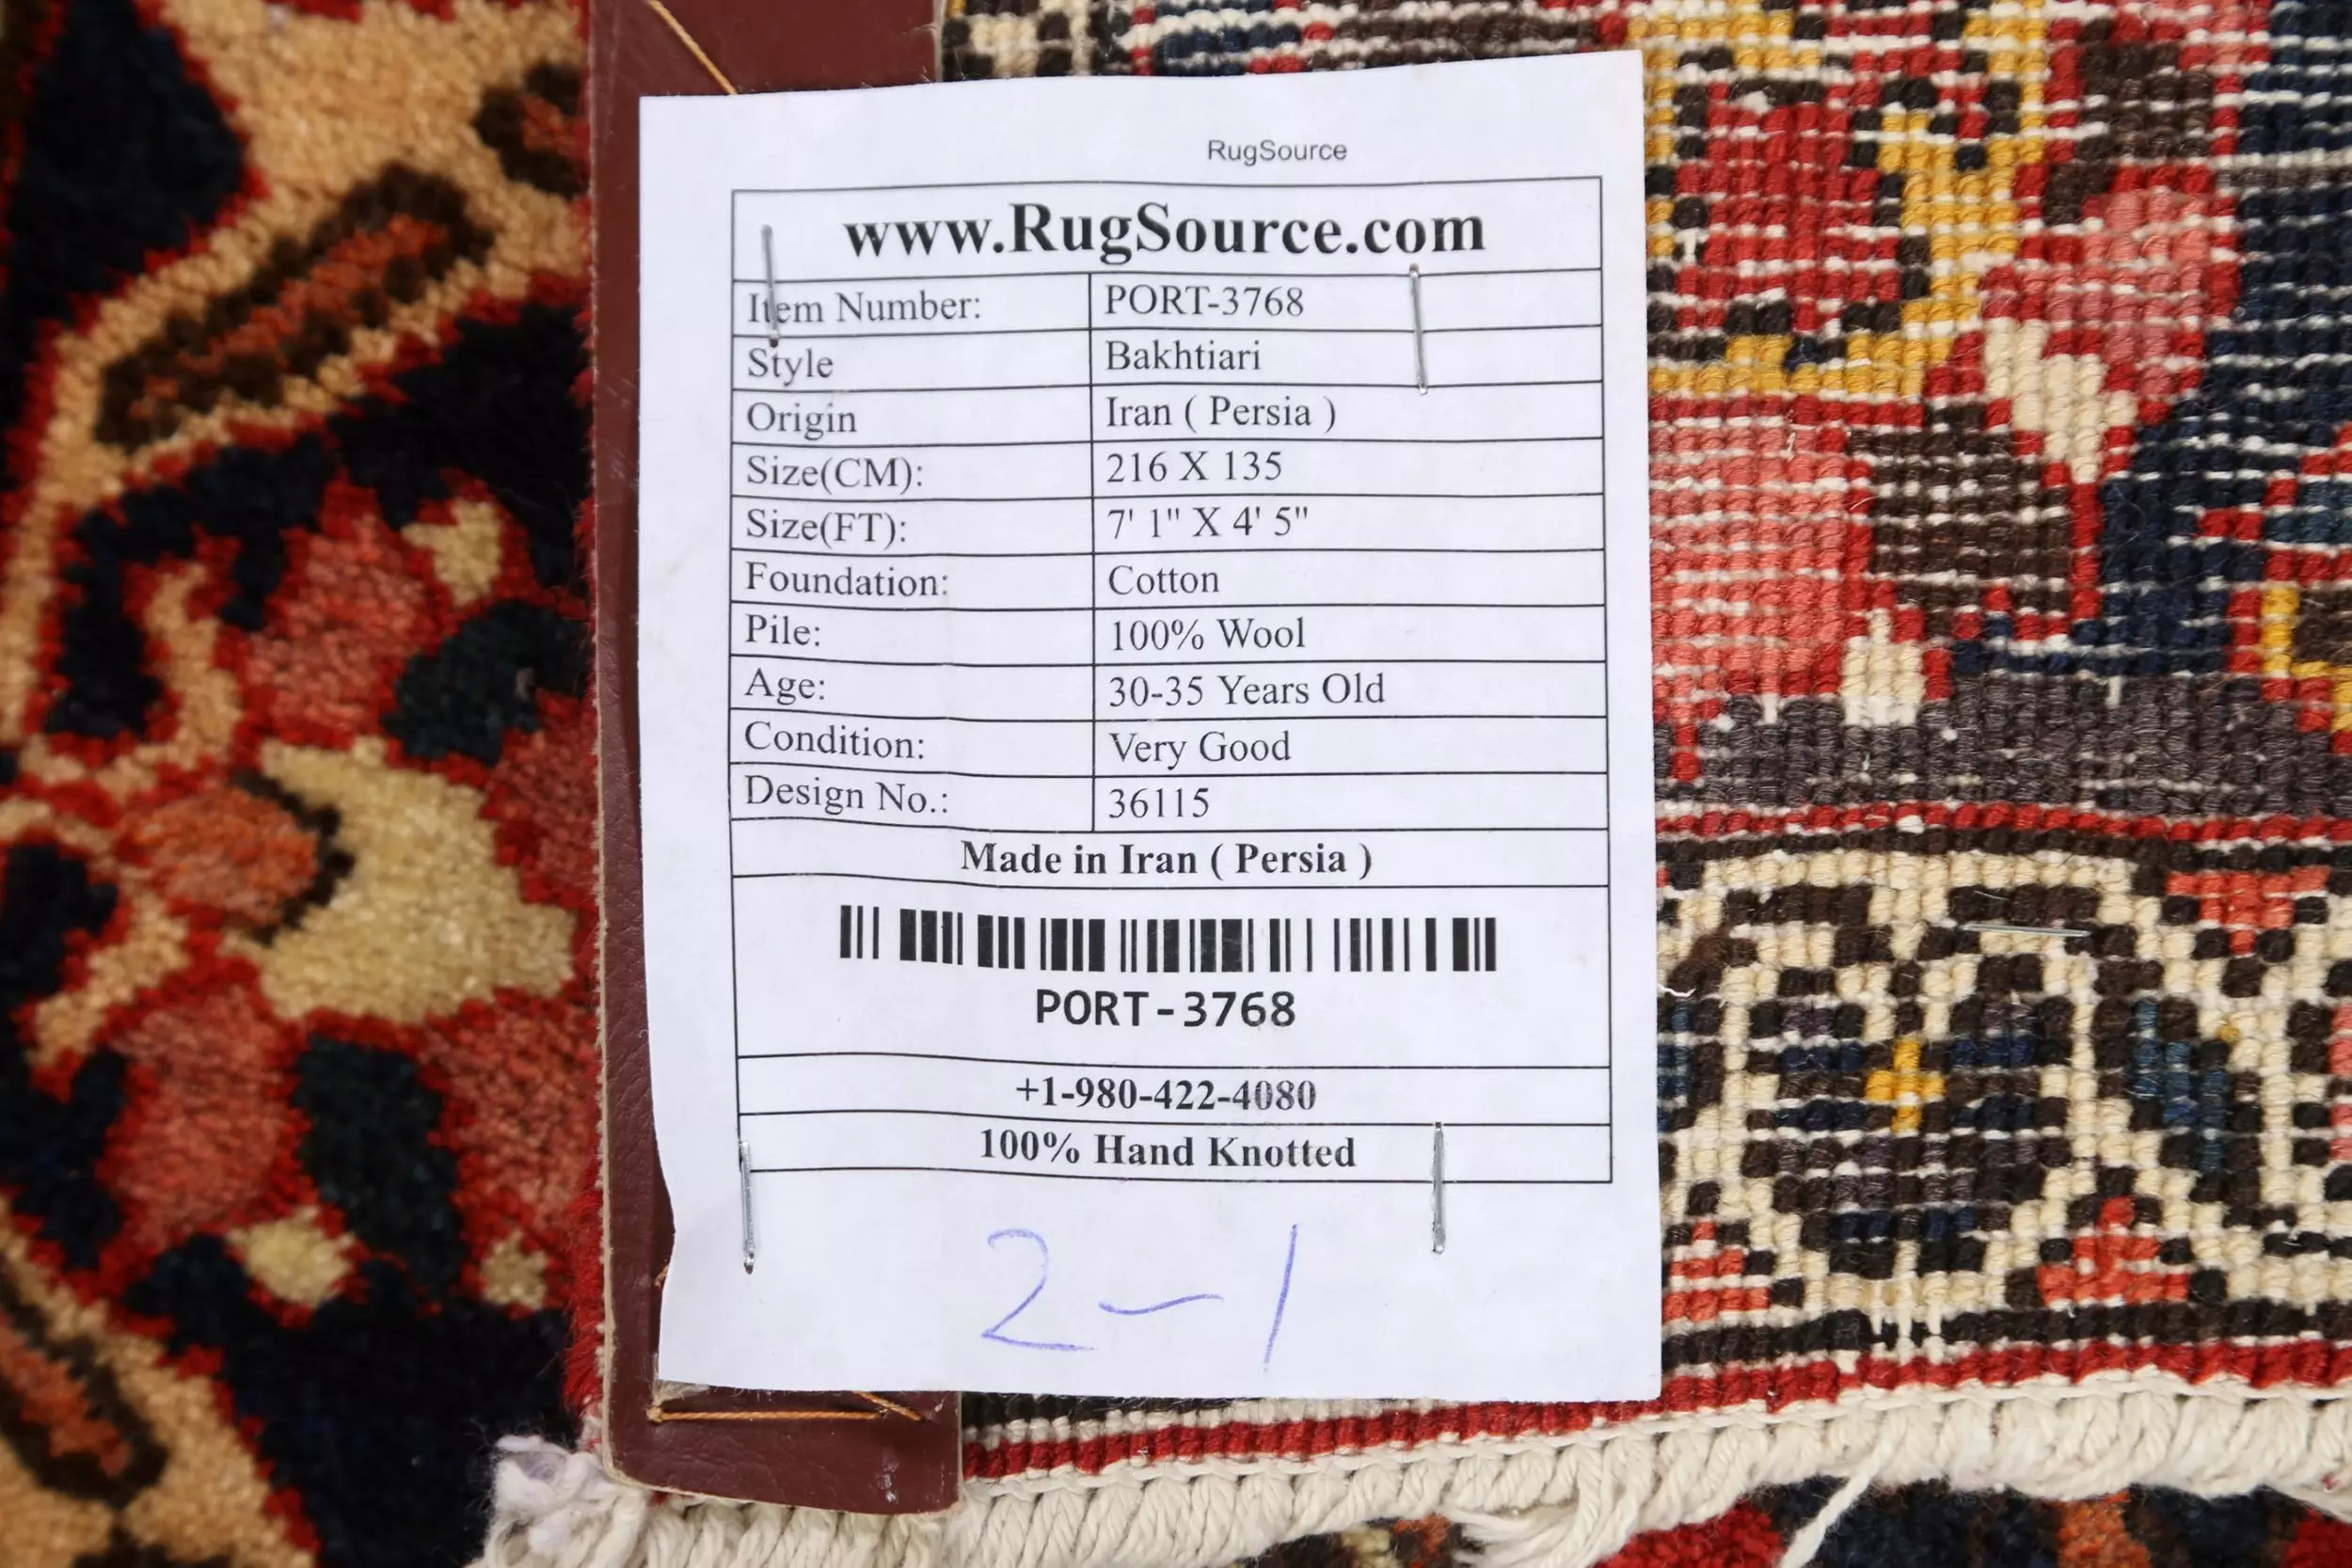 RugSource
www.RugSource.com
Item Number: PORT-3768
Style Bakhtiari
Origin Iran ( Persia )
Size(CM): 216 X 135
Size(FT): 7' 1" X 4' 5"
Foundation: Cotton
Pile: 100% Wool
Age: 30-35 Years Old
Condition: Very Good
Design No.: 36115
Made in Iran ( Persia )
PORT-3768
+1-980-422-4080
100% Hand Knotted
2-1